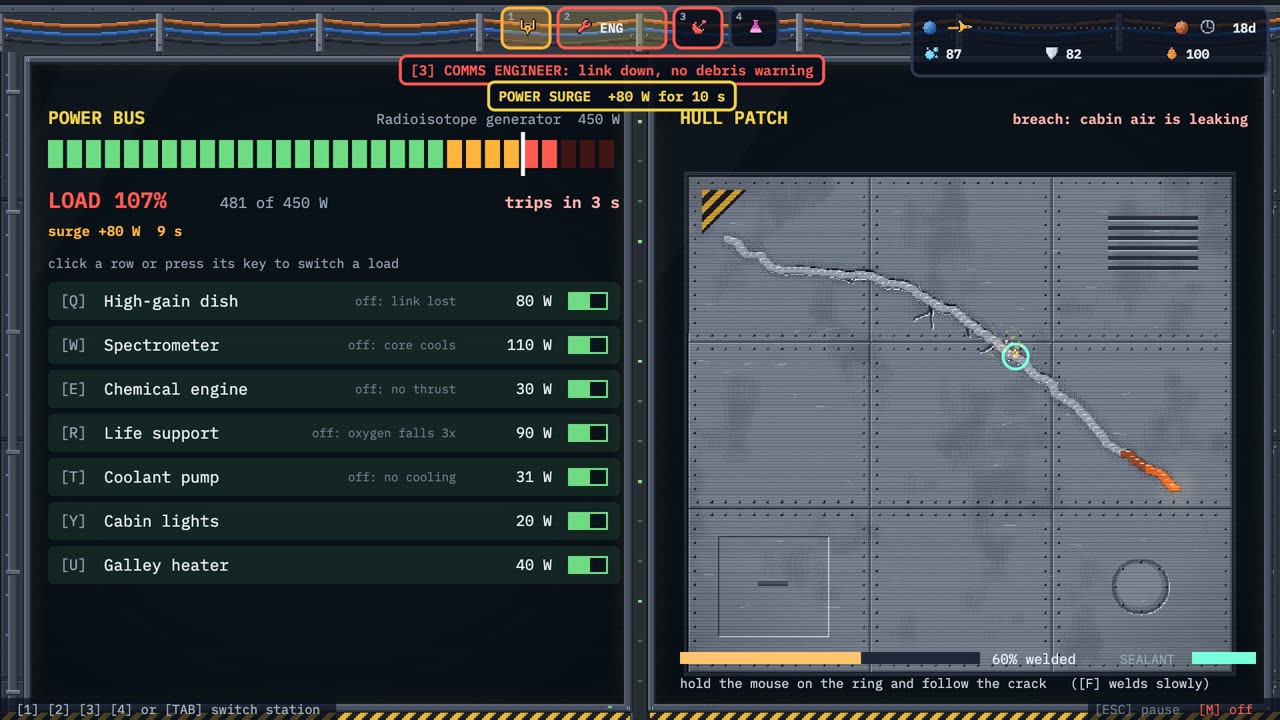 1
2 ENG
3
4
18d
87 82 100
[3] COMMS ENGINEER: link down, no debris warning
POWER SURGE +80 W for 10 s
POWER BUS
Radioisotope generator 450 W
LOAD 107%
481 of 450 W
trips in 3 s
surge +80 W 9 s
click a row or press its key to switch a load
[Q] High-gain dish off: link lost 80 W
[W] Spectrometer off: core cools 110 W
[E] Chemical engine off: no thrust 30 W
[R] Life support off: oxygen falls 3x 90 W
[T] Coolant pump off: no cooling 31 W
[Y] Cabin lights 20 W
[U] Galley heater 40 W
HULL PATCH
breach: cabin air is leaking
60% welded
SEALANT
hold the mouse on the ring and follow the crack ([F] welds slowly)
[1] [2] [3] [4] or [TAB] switch station
[ESC] pause [M] off